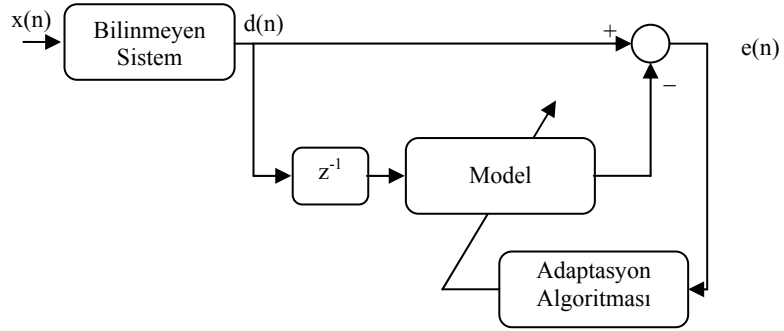 x(n)
Bilinmeyen
Sistem
d(n)
+
e(n)
−
z⁻¹
Model
Adaptasyon
Algoritması